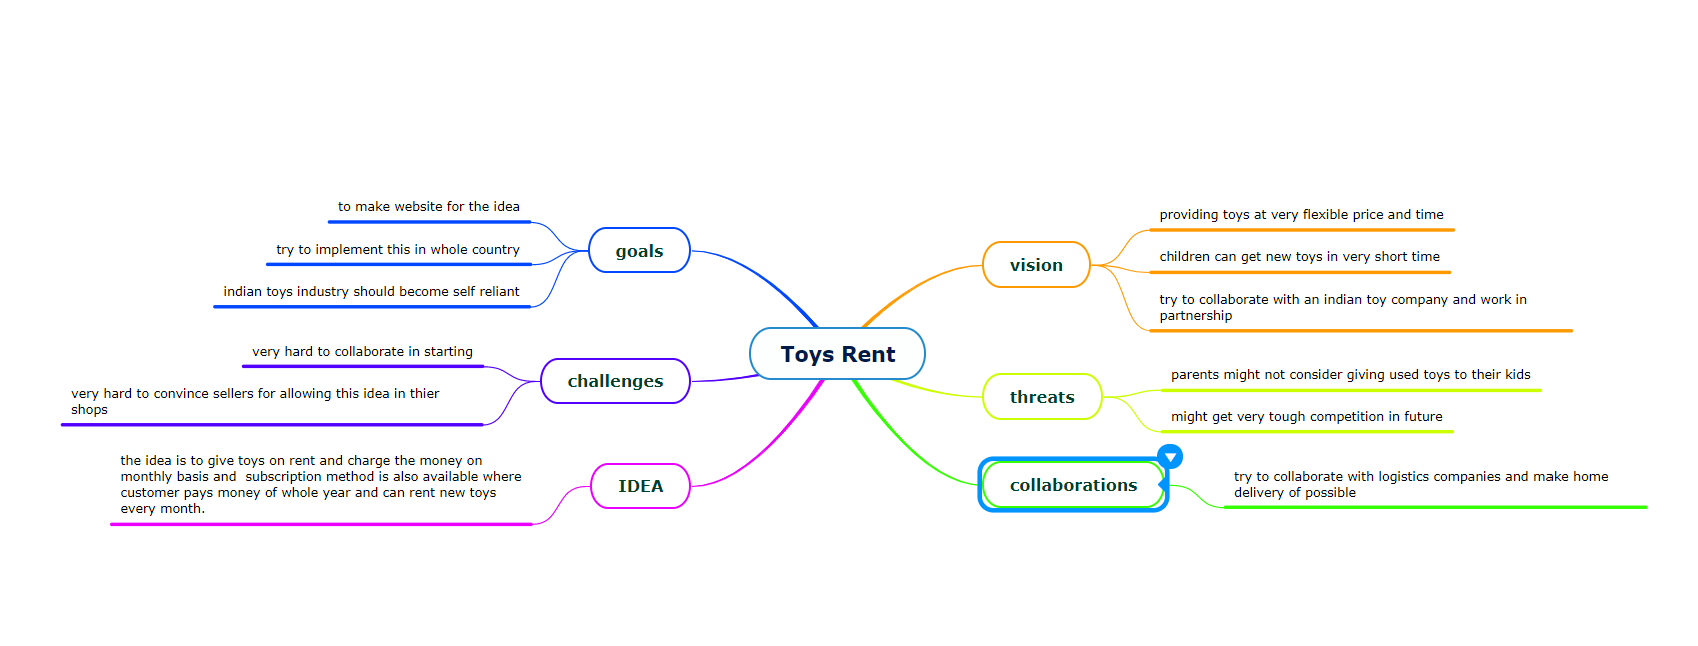 Toys Rent
goals
to make website for the idea
try to implement this in whole country
indian toys industry should become self reliant
challenges
very hard to collaborate in starting
very hard to convince sellers for allowing this idea in thier
shops
IDEA
the idea is to give toys on rent and charge the money on
monthly basis and  subscription method is also available where
customer pays money of whole year and can rent new toys
every month.
vision
providing toys at very flexible price and time
children can get new toys in very short time
try to collaborate with an indian toy company and work in
partnership
threats
parents might not consider giving used toys to their kids
might get very tough competition in future
collaborations
try to collaborate with logistics companies and make home
delivery of possible